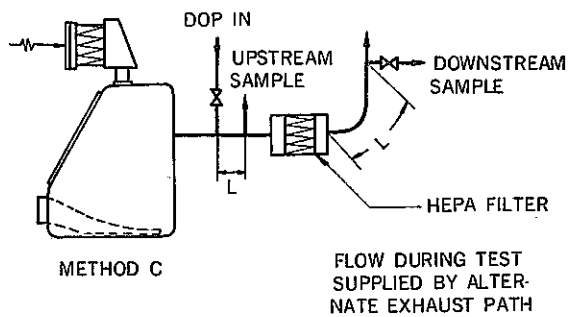 DOP IN
UPSTREAM
SAMPLE
DOWNSTREAM
SAMPLE
L
L
HEPA FILTER
METHOD C
FLOW DURING TEST
SUPPLIED BY ALTER-
NATE EXHAUST PATH